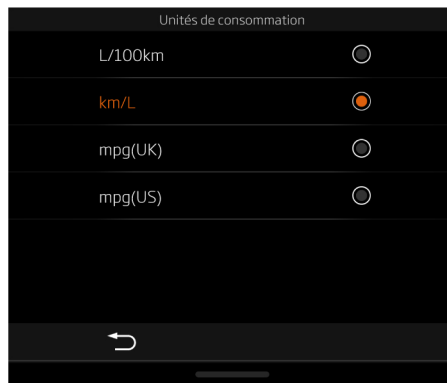 Unités de consommation
L/100km
km/L
mpg(UK)
mpg(US)